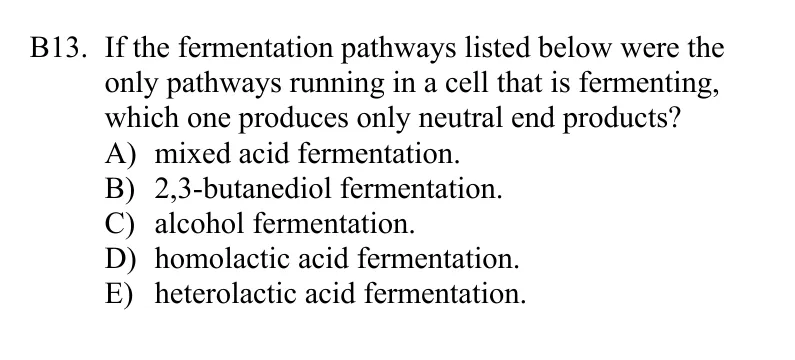 B13. If the fermentation pathways listed below were the
only pathways running in a cell that is fermenting,
which one produces only neutral end products?
A) mixed acid fermentation.
B) 2,3-butanediol fermentation.
C) alcohol fermentation.
D) homolactic acid fermentation.
E) heterolactic acid fermentation.